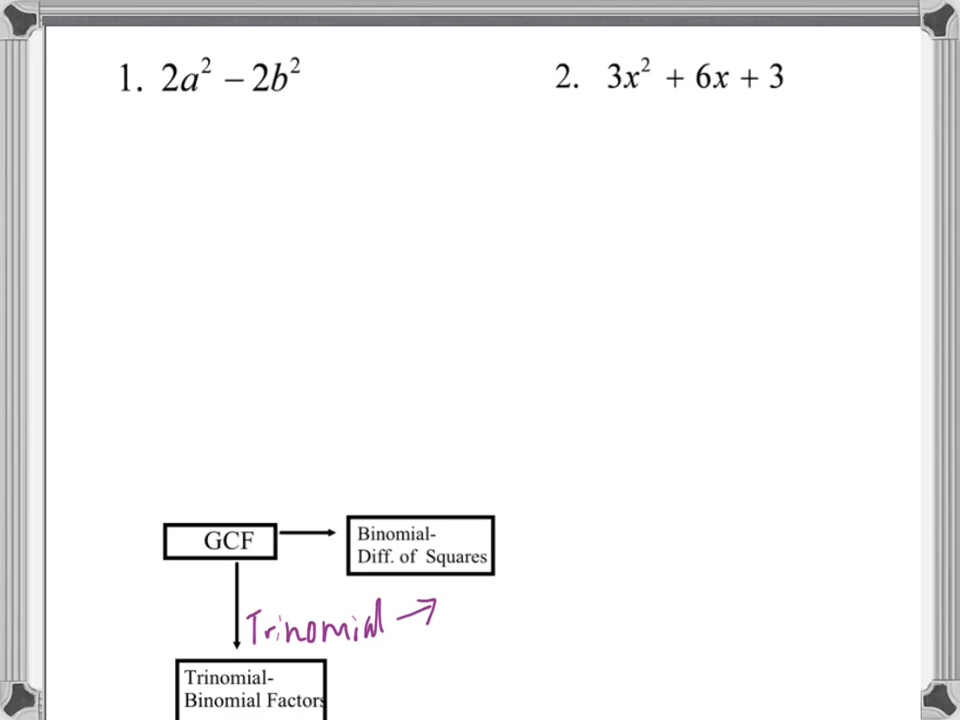 1. 2a² – 2b²
2. 3x² + 6x + 3
GCF
Binomial-
Diff. of Squares
Trinomial →
Trinomial-
Binomial Factors